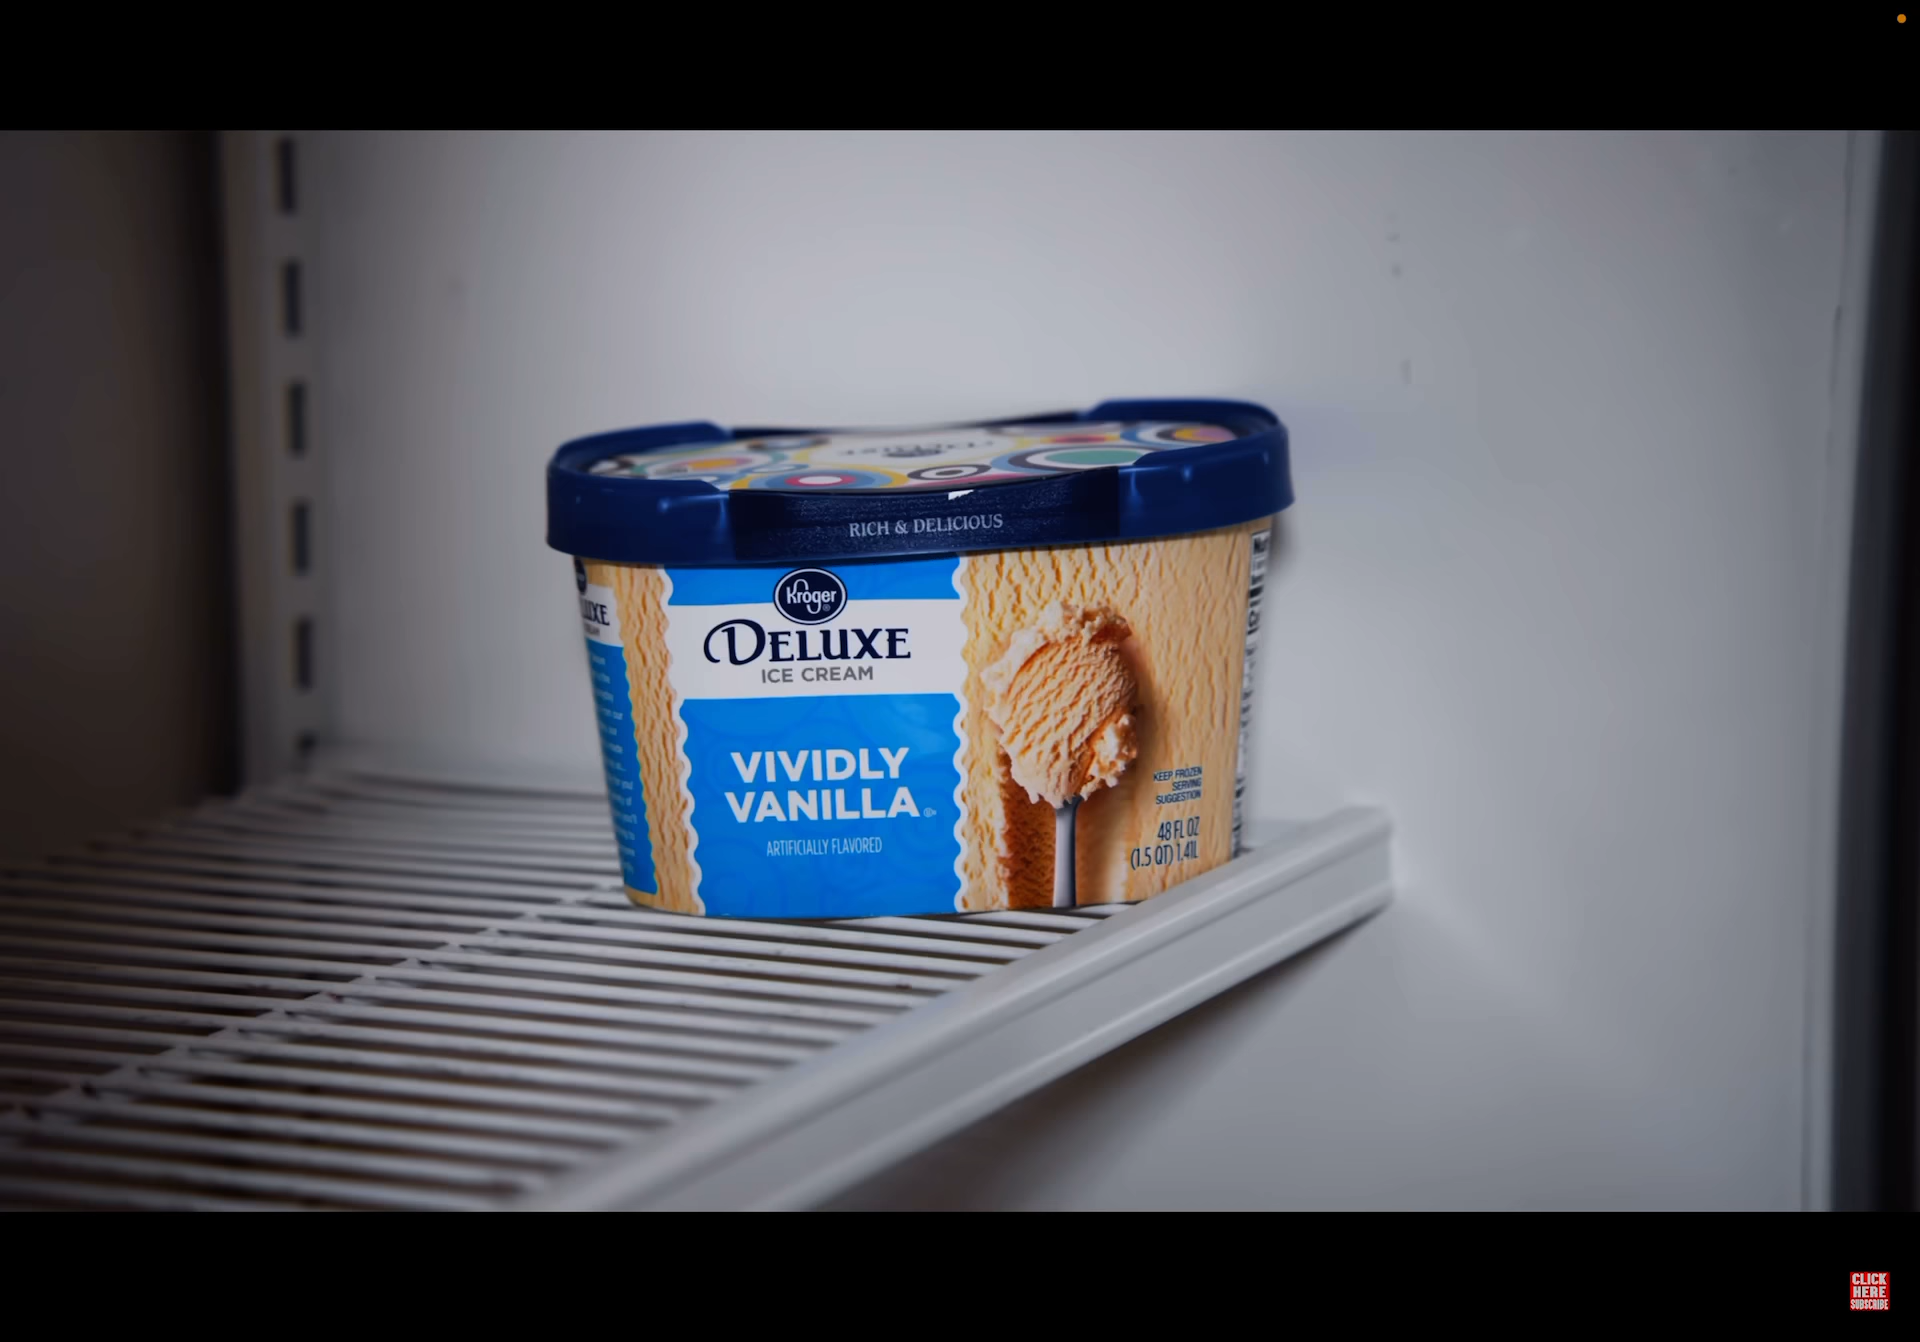 RICH & DELICIOUS
Kroger®
DELUXE
ICE CREAM
VIVIDLY
VANILLA
ARTIFICIALLY FLAVORED
KEEP FROZEN
SERVING
SUGGESTION
48 FL OZ
(1.5 QT) 1.41L
CLICK
HERE
SUBSCRIBE